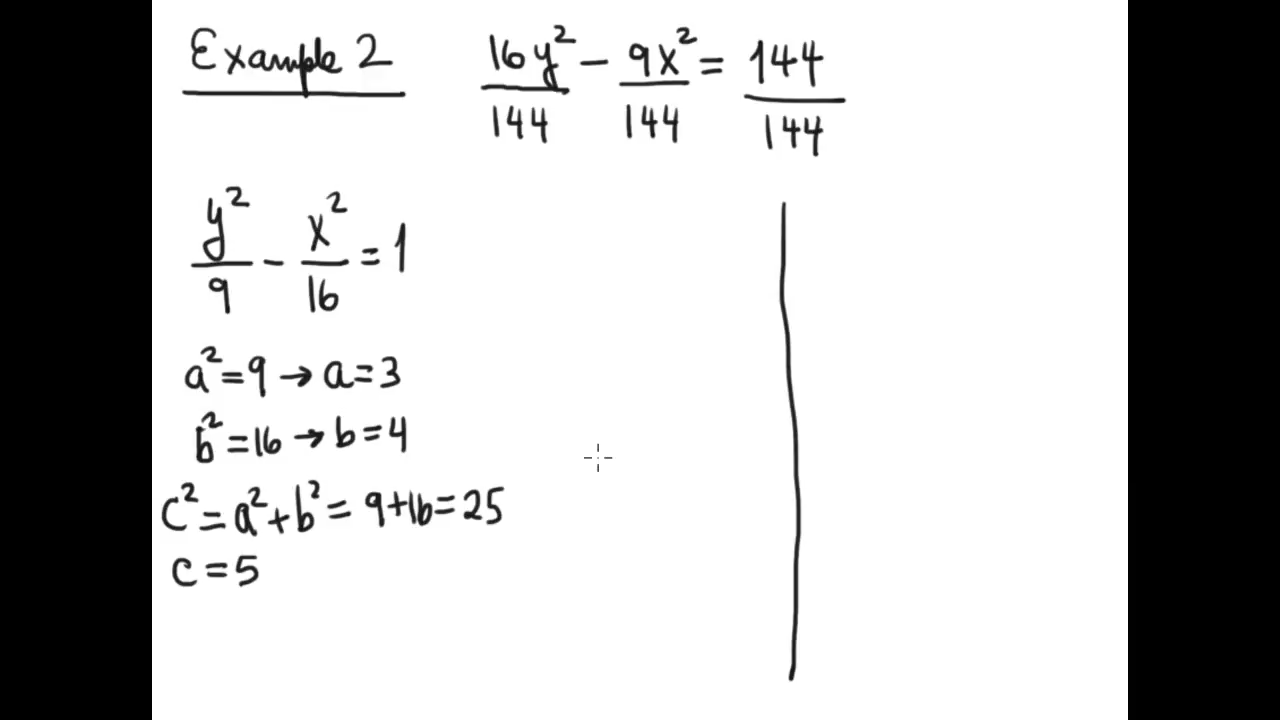 Example 2
16y²/144 - 9x²/144 = 144/144
y²/9 - x²/16 = 1
a² = 9 → a = 3
b² = 16 → b = 4
c² = a² + b² = 9 + 16 = 25
c = 5